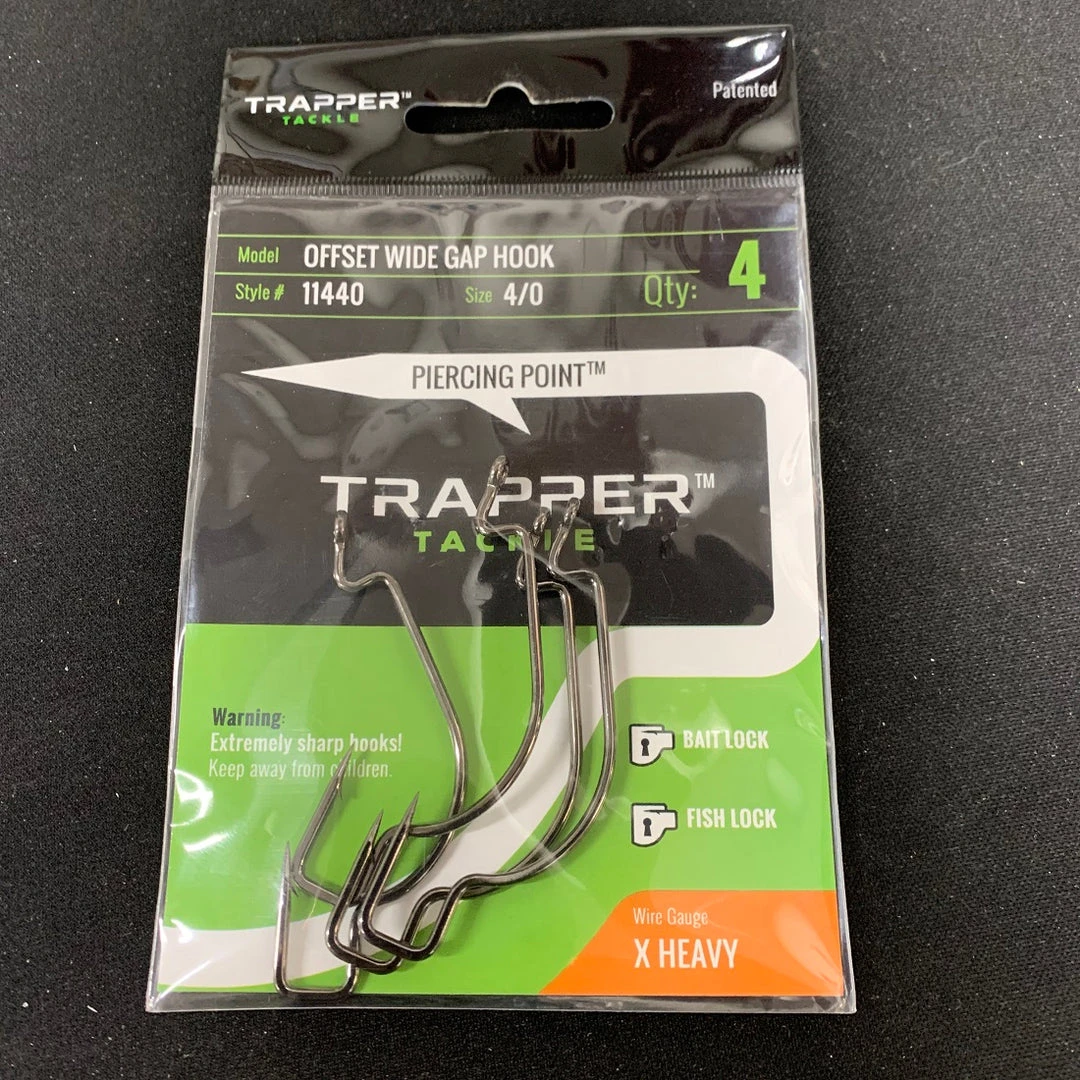 TRAPPER™
TACKLE
Patented
Model OFFSET WIDE GAP HOOK
Style # 11440 Size 4/0 Qty: 4
PIERCING POINT™
TRAPPER™
TACKLE
Warning:
Extremely sharp hooks!
Keep away from children.
BAIT LOCK
FISH LOCK
Wire Gauge
X HEAVY